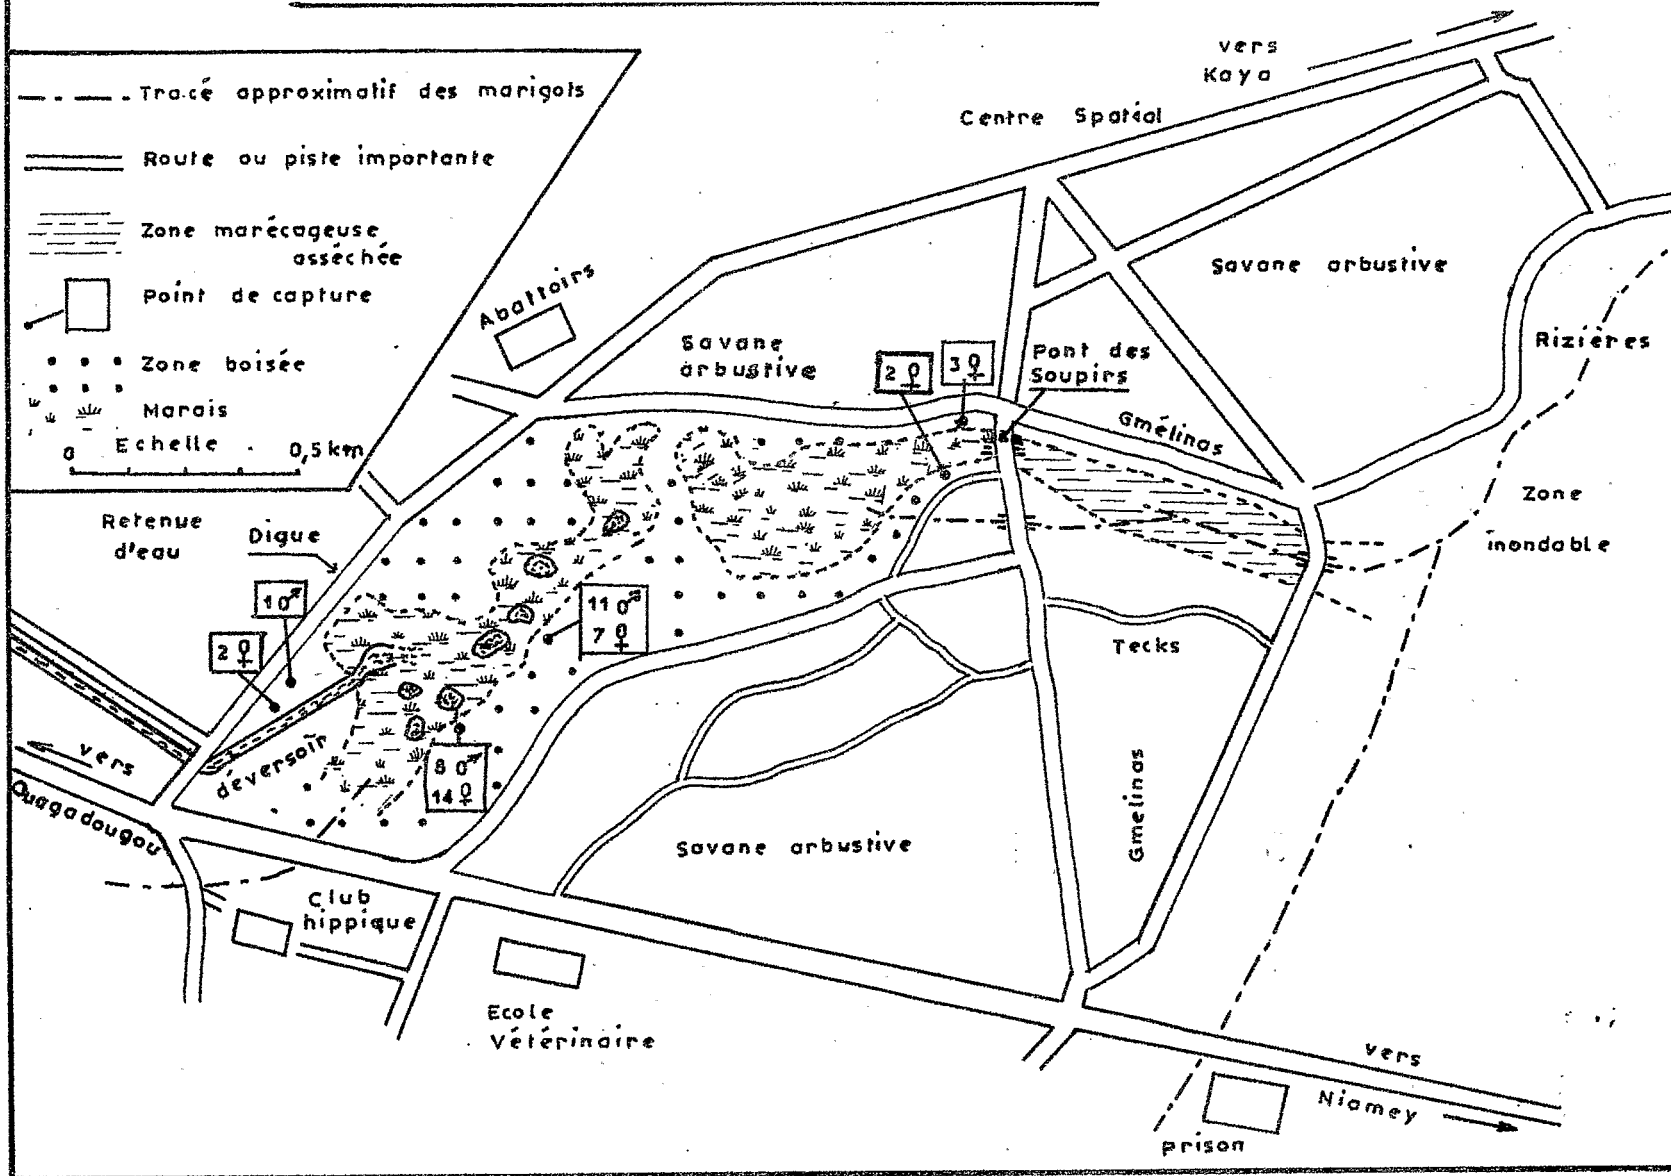 Tracé approximatif des marigots
Route ou piste importante
Zone marécageuse
asséchée
Point de capture
Zone boisée
Marais
Echelle
0 0,5 km
vers
Kaya
Centre Spatial
Abattoirs
Savane
arbustive
2 ♀
3 ♀
Pont des
Soupirs
Savane arbustive
Rizières
Gmélinas
Zone
inondable
Retenue
d'eau
Digue
1 ♂
2 ♀
11 ♂
7 ♀
Tecks
déversoir
8 ♂
14 ♀
vers
Ouagadougou
Savane arbustive
Gmelinas
Club
hippique
Ecole
Vétérinaire
vers
Niamey
prison